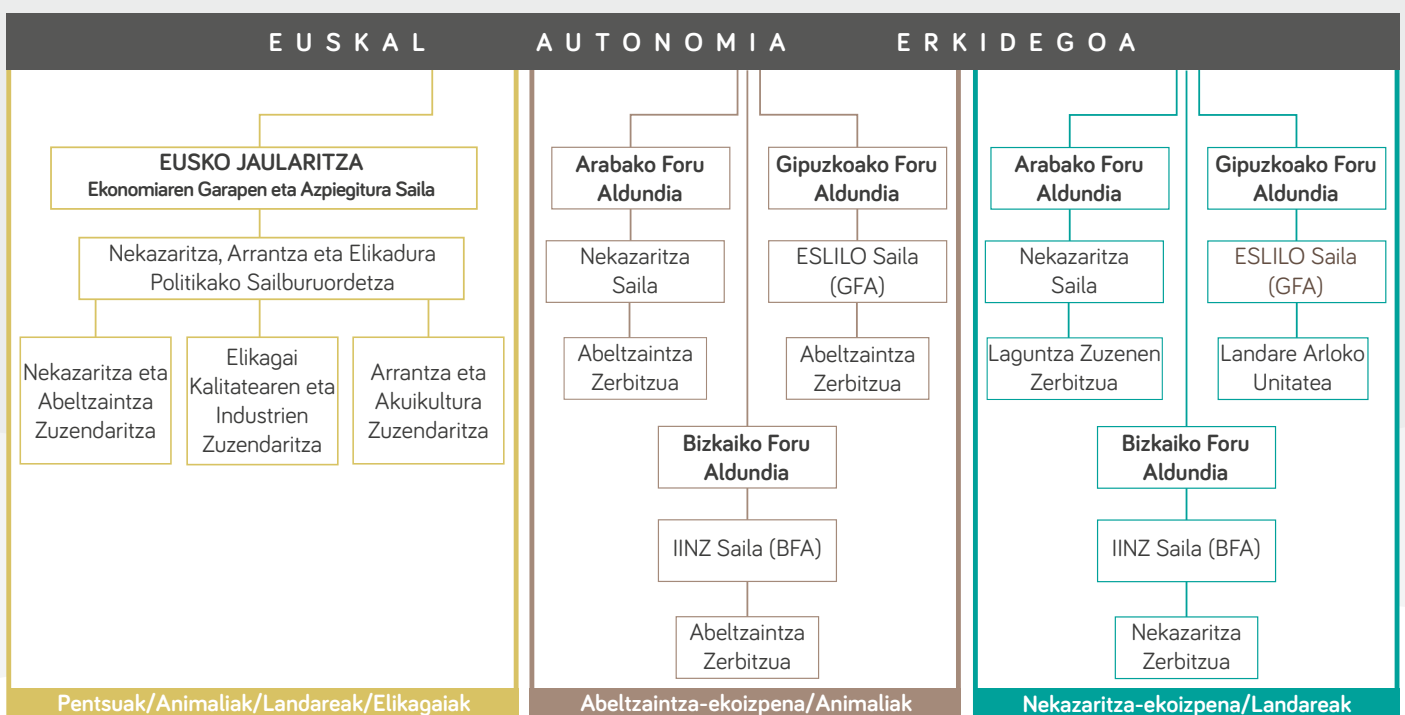 EUSKAL AUTONOMIA ERKIDEGOA
EUSKO JAULARITZA
Ekonomiaren Garapen eta Azpiegitura Saila
Nekazaritza, Arrantza eta Elikadura
Politikako Sailburuordetza
Nekazaritza eta
Abeltzaintza
Zuzendaritza
Elikagai
Kalitatearen eta
Industrien
Zuzendaritza
Arrantza eta
Akuikultura
Zuzendaritza
Pentsuak/Animaliak/Landareak/Elikagaiak
Arabako Foru
Aldundia
Nekazaritza
Saila
Abeltzaintza
Zerbitzua
Gipuzkoako Foru
Aldundia
ESLILO Saila
(GFA)
Abeltzaintza
Zerbitzua
Bizkaiko Foru
Aldundia
IINZ Saila (BFA)
Abeltzaintza
Zerbitzua
Abeltzaintza-ekoizpena/Animaliak
Arabako Foru
Aldundia
Nekazaritza
Saila
Laguntza Zuzenen
Zerbitzua
Gipuzkoako Foru
Aldundia
ESLILO Saila
(GFA)
Landare Arloko
Unitatea
Bizkaiko Foru
Aldundia
IINZ Saila (BFA)
Nekazaritza
Zerbitzua
Nekazaritza-ekoizpena/Landareak